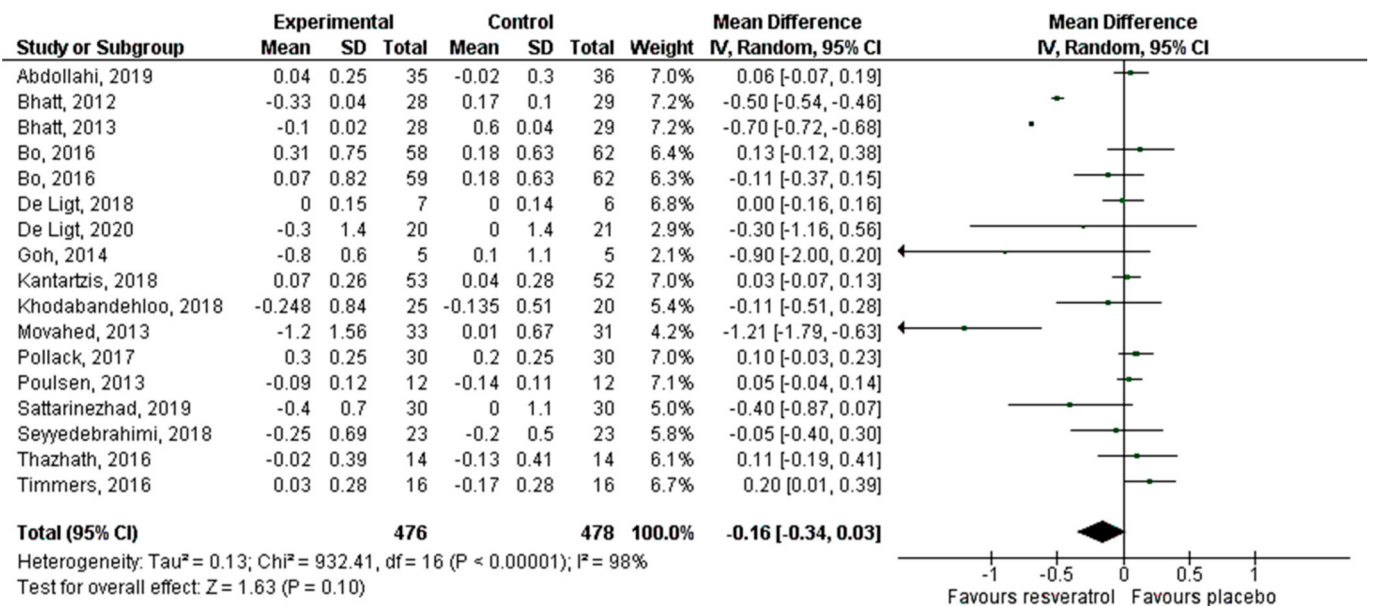 Experimental Control Mean Difference Mean Difference
Study or Subgroup Mean SD Total Mean SD Total Weight IV, Random, 95% CI IV, Random, 95% CI
Abdollahi, 2019 0.04 0.25 35 -0.02 0.3 36 7.0% 0.06 [-0.07, 0.19]
Bhatt, 2012 -0.33 0.04 28 0.17 0.1 29 7.2% -0.50 [-0.54, -0.46]
Bhatt, 2013 -0.1 0.02 28 0.6 0.04 29 7.2% -0.70 [-0.72, -0.68]
Bo, 2016 0.31 0.75 58 0.18 0.63 62 6.4% 0.13 [-0.12, 0.38]
Bo, 2016 0.07 0.82 59 0.18 0.63 62 6.3% -0.11 [-0.37, 0.15]
De Ligt, 2018 0 0.15 7 0 0.14 6 6.8% 0.00 [-0.16, 0.16]
De Ligt, 2020 -0.3 1.4 20 0 1.4 21 2.9% -0.30 [-1.16, 0.56]
Goh, 2014 -0.8 0.6 5 0.1 1.1 5 2.1% -0.90 [-2.00, 0.20]
Kantartzis, 2018 0.07 0.26 53 0.04 0.28 52 7.0% 0.03 [-0.07, 0.13]
Khodabandehloo, 2018 -0.248 0.84 25 -0.135 0.51 20 5.4% -0.11 [-0.51, 0.28]
Movahed, 2013 -1.2 1.56 33 0.01 0.67 31 4.2% -1.21 [-1.79, -0.63]
Pollack, 2017 0.3 0.25 30 0.2 0.25 30 7.0% 0.10 [-0.03, 0.23]
Poulsen, 2013 -0.09 0.12 12 -0.14 0.11 12 7.1% 0.05 [-0.04, 0.14]
Sattarinezhad, 2019 -0.4 0.7 30 0 1.1 30 5.0% -0.40 [-0.87, 0.07]
Seyyedebrahimi, 2018 -0.25 0.69 23 -0.2 0.5 23 5.8% -0.05 [-0.40, 0.30]
Thazhath, 2016 -0.02 0.39 14 -0.13 0.41 14 6.1% 0.11 [-0.19, 0.41]
Timmers, 2016 0.03 0.28 16 -0.17 0.28 16 6.7% 0.20 [0.01, 0.39]
Total (95% CI) 476 478 100.0% -0.16 [-0.34, 0.03]
Heterogeneity: Tau² = 0.13; Chi² = 932.41, df = 16 (P < 0.00001); I² = 98%
Test for overall effect: Z = 1.63 (P = 0.10)
-1 -0.5 0 0.5 1
Favours resveratrol Favours placebo